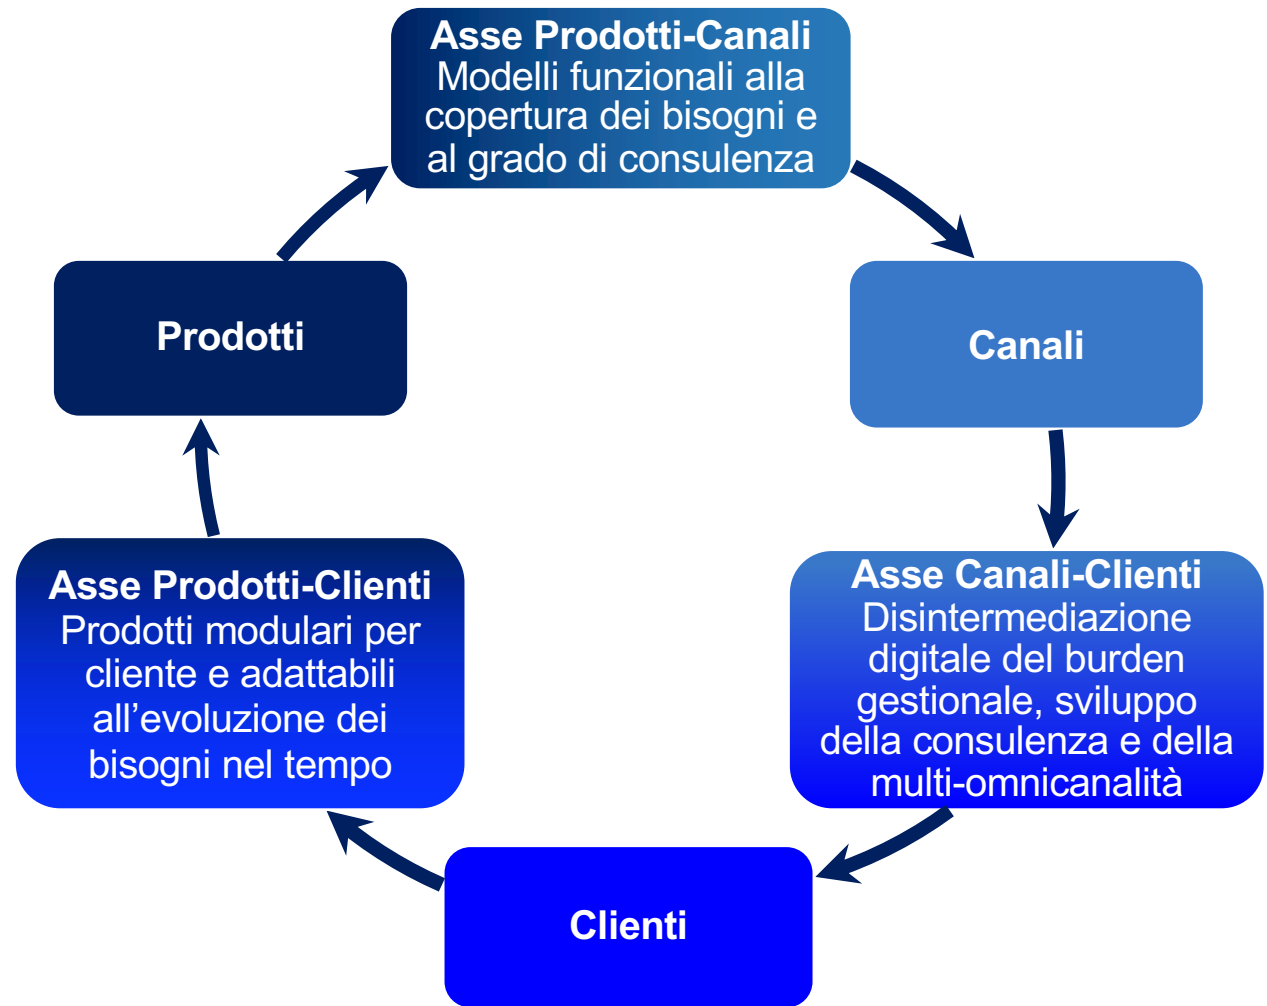 Asse Prodotti-Canali
Modelli funzionali alla
copertura dei bisogni e
al grado di consulenza
Prodotti
Canali
Asse Prodotti-Clienti
Prodotti modulari per
cliente e adattabili
all’evoluzione dei
bisogni nel tempo
Asse Canali-Clienti
Disintermediazione
digitale del burden
gestionale, sviluppo
della consulenza e della
multi-omnicanalità
Clienti